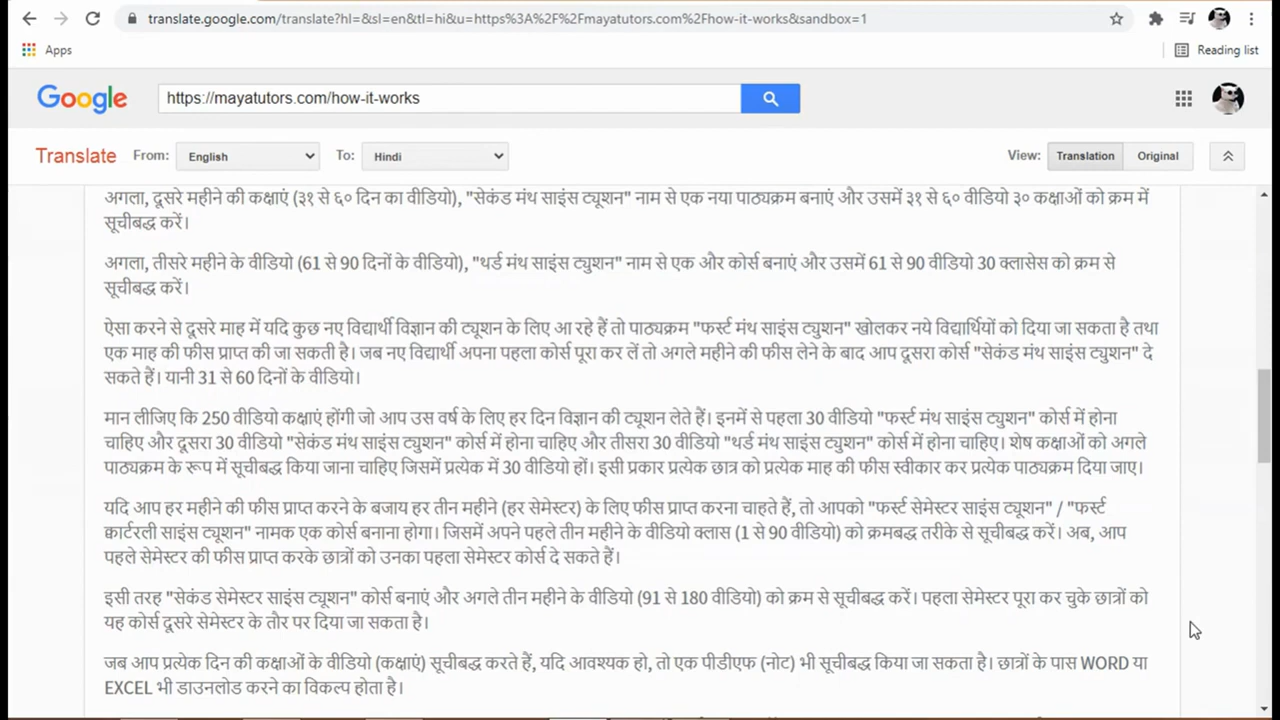 translate.google.com/translate?hl=&sl=en&tl=hi&u=https%3A%2F%2Fmayatutors.com%2Fhow-it-works&sandbox=1
Apps
Reading list
Google
https://mayatutors.com/how-it-works
Translate From: English To: Hindi View: Translation Original
अगला, दूसरे महीने की कक्षाएं (३१ से ६० दिन का वीडियो), "सेकंड मंथ साइंस ट्यूशन" नाम से एक नया पाठ्यक्रम बनाएं और उसमें ३१ से ६० वीडियो ३० कक्षाओं को क्रम में
सूचीबद्ध करें।
अगला, तीसरे महीने के वीडियो (61 से 90 दिनों के वीडियो), "थर्ड मंथ साइंस ट्युशन" नाम से एक और कोर्स बनाएं और उसमें 61 से 90 वीडियो 30 क्लासेस को क्रम से
सूचीबद्ध करें।
ऐसा करने से दूसरे माह में यदि कुछ नए विद्यार्थी विज्ञान की ट्यूशन के लिए आ रहे हैं तो पाठ्यक्रम "फर्स्ट मंथ साइंस ट्युशन" खोलकर नये विद्यार्थियों को दिया जा सकता है तथा
एक माह की फीस प्राप्त की जा सकती है। जब नए विद्यार्थी अपना पहला कोर्स पूरा कर लें तो अगले महीने की फीस लेने के बाद आप दूसरा कोर्स "सेकंड मंथ साइंस ट्युशन" दे
सकते हैं। यानी 31 से 60 दिनों के वीडियो।
मान लीजिए कि 250 वीडियो कक्षाएं होंगी जो आप उस वर्ष के लिए हर दिन विज्ञान की ट्यूशन लेते हैं। इनमें से पहला 30 वीडियो "फर्स्ट मंथ साइंस ट्युशन" कोर्स में होना
चाहिए और दूसरा 30 वीडियो "सेकंड मंथ साइंस ट्युशन" कोर्स में होना चाहिए और तीसरा 30 वीडियो "थर्ड मंथ साइंस ट्युशन" कोर्स में होना चाहिए। शेष कक्षाओं को अगले
पाठ्यक्रम के रूप में सूचीबद्ध किया जाना चाहिए जिसमें प्रत्येक में 30 वीडियो हों। इसी प्रकार प्रत्येक छात्र को प्रत्येक माह की फीस स्वीकार कर प्रत्येक पाठ्यक्रम दिया जाए।
यदि आप हर महीने की फीस प्राप्त करने के बजाय हर तीन महीने (हर सेमेस्टर) के लिए फीस प्राप्त करना चाहते हैं, तो आपको "फर्स्ट सेमेस्टर साइंस ट्यूशन" / "फर्स्ट
क्वार्टरली साइंस ट्यूशन" नामक एक कोर्स बनाना होगा। जिसमें अपने पहले तीन महीने के वीडियो क्लास (1 से 90 वीडियो) को क्रमबद्ध तरीके से सूचीबद्ध करें। अब, आप
पहले सेमेस्टर की फीस प्राप्त करके छात्रों को उनका पहला सेमेस्टर कोर्स दे सकते हैं।
इसी तरह "सेकंड सेमेस्टर साइंस ट्यूशन" कोर्स बनाएं और अगले तीन महीने के वीडियो (91 से 180 वीडियो) को क्रम से सूचीबद्ध करें। पहला सेमेस्टर पूरा कर चुके छात्रों को
यह कोर्स दूसरे सेमेस्टर के तौर पर दिया जा सकता है।
जब आप प्रत्येक दिन की कक्षाओं के वीडियो (कक्षाएं) सूचीबद्ध करते हैं, यदि आवश्यक हो, तो एक पीडीएफ (नोट) भी सूचीबद्ध किया जा सकता है। छात्रों के पास WORD या
EXCEL भी डाउनलोड करने का विकल्प होता है।